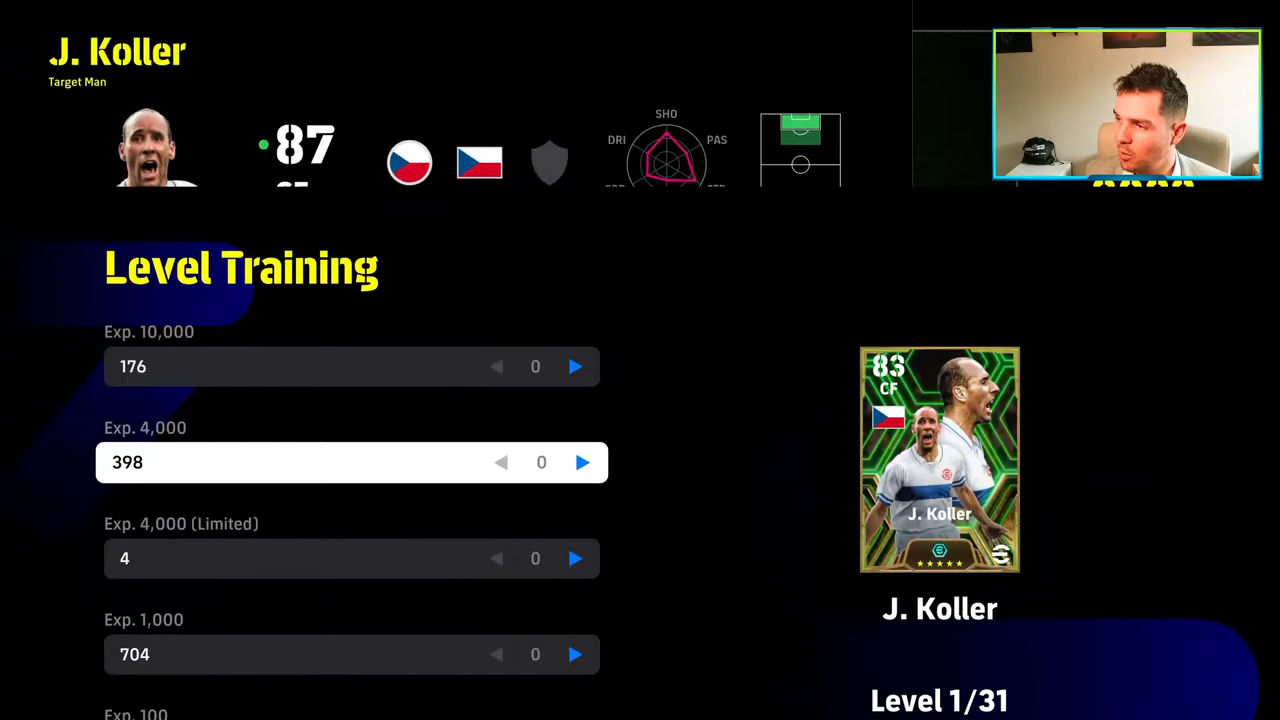 J. Koller
Target Man
87
SHO
DRI
PAS
Level Training
Exp. 10,000
176
0
Exp. 4,000
398
0
Exp. 4,000 (Limited)
4
0
Exp. 1,000
704
0
Exp. 100
83
CF
J. Koller
J. Koller
Level 1/31